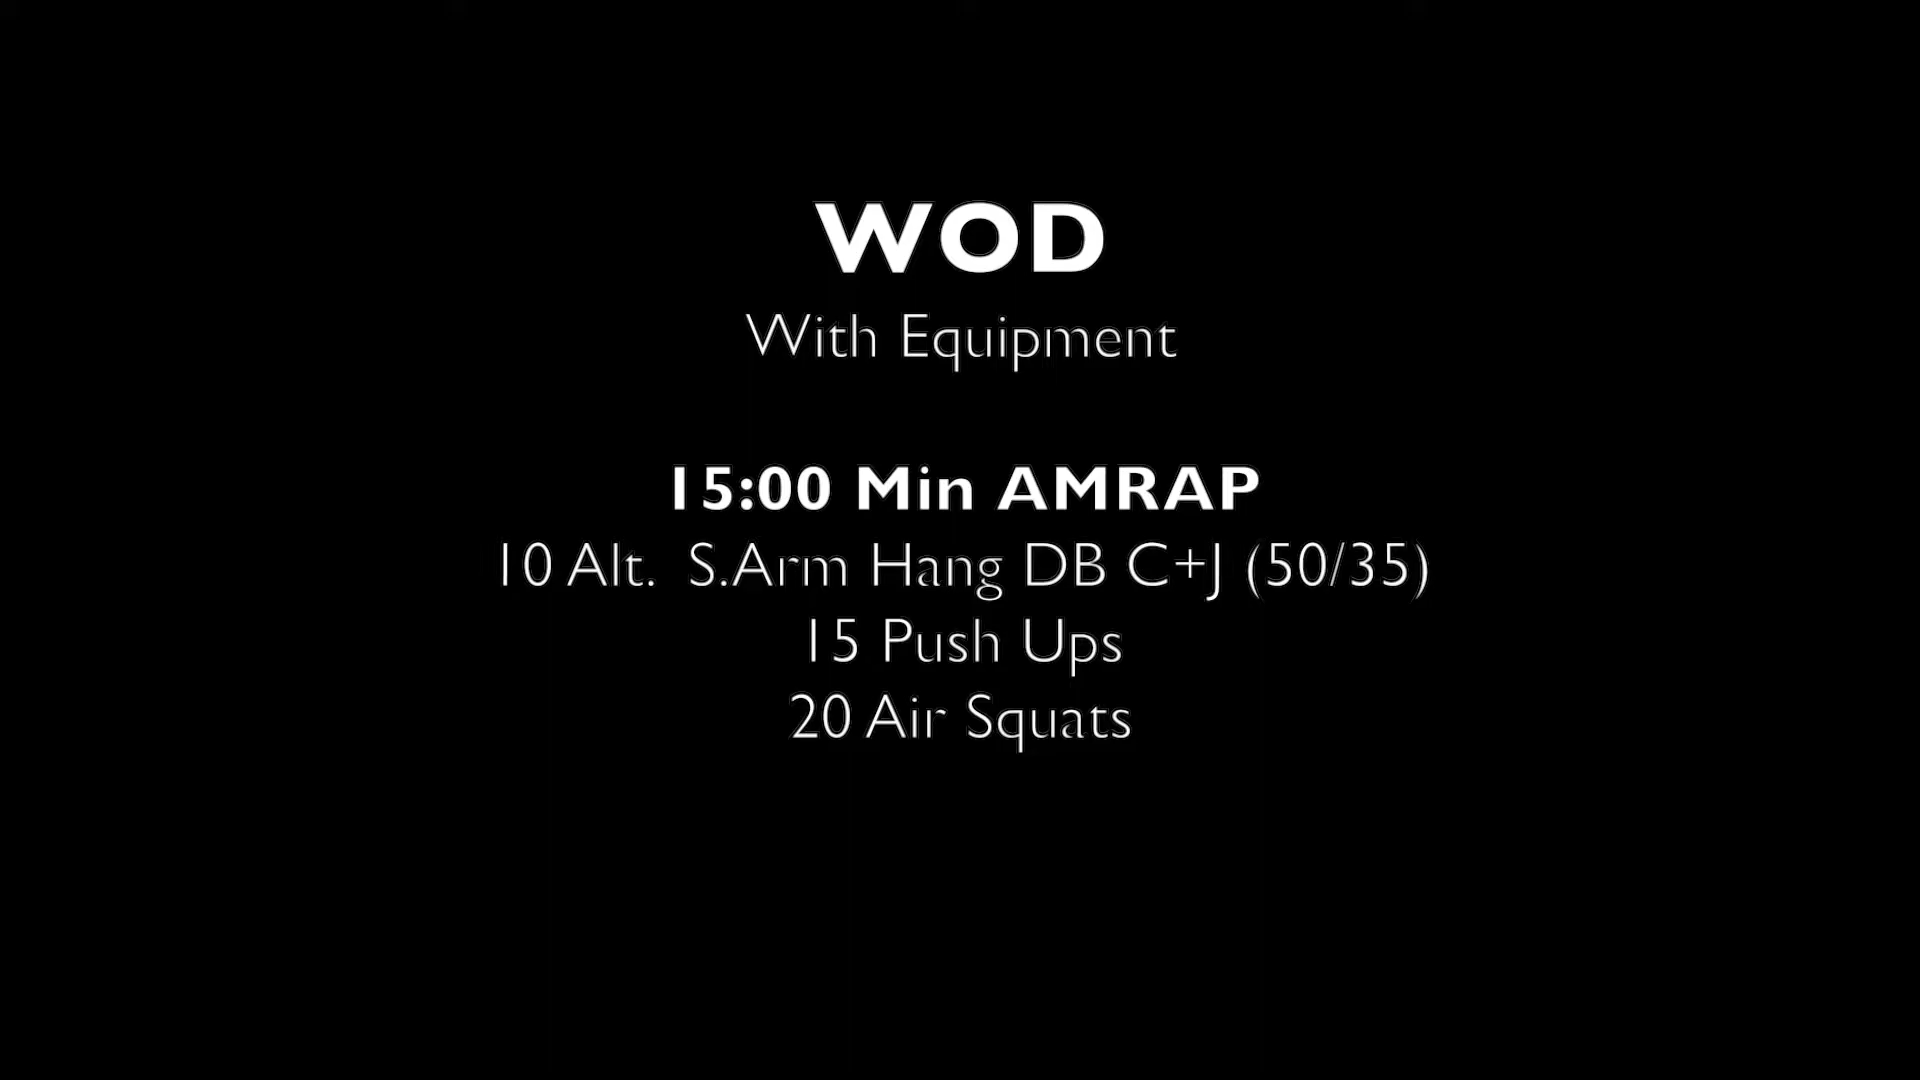 WOD
With Equipment
15:00 Min AMRAP
10 Alt. S.Arm Hang DB C+J (50/35)
15 Push Ups
20 Air Squats